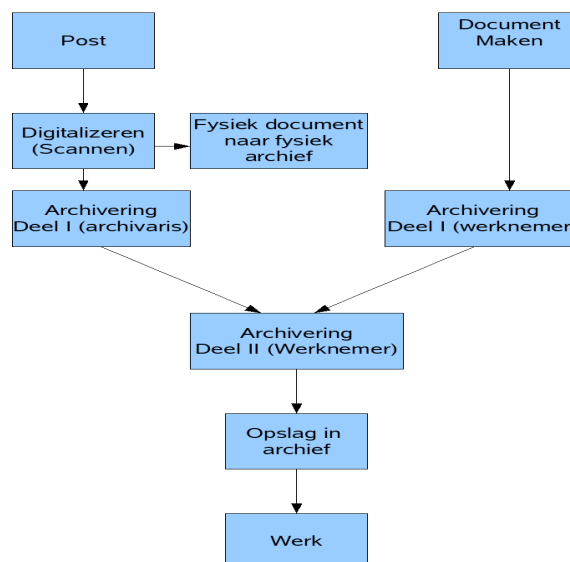 Post
Document
Maken
Digitalizeren
(Scannen)
Fysiek document
naar fysiek
archief
Archivering
Deel I (archivaris)
Archivering
Deel I (werknemer
Archivering
Deel II (Werknemer)
Opslag in
archief
Werk